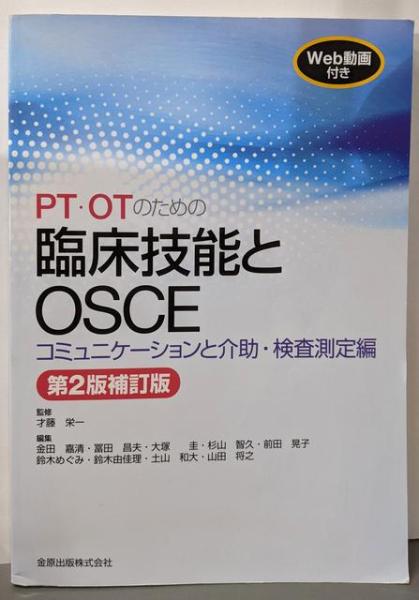 Web動画
付き
PT・OTのための
臨床技能と
OSCE
コミュニケーションと介助・検査測定編
第2版補訂版
監修
才藤 栄一
編集
金田 嘉清・冨田 昌夫・大塚 圭・杉山 智久・前田 晃子
鈴木めぐみ・鈴木由佳理・土山 和大・山田 将之
金原出版株式会社